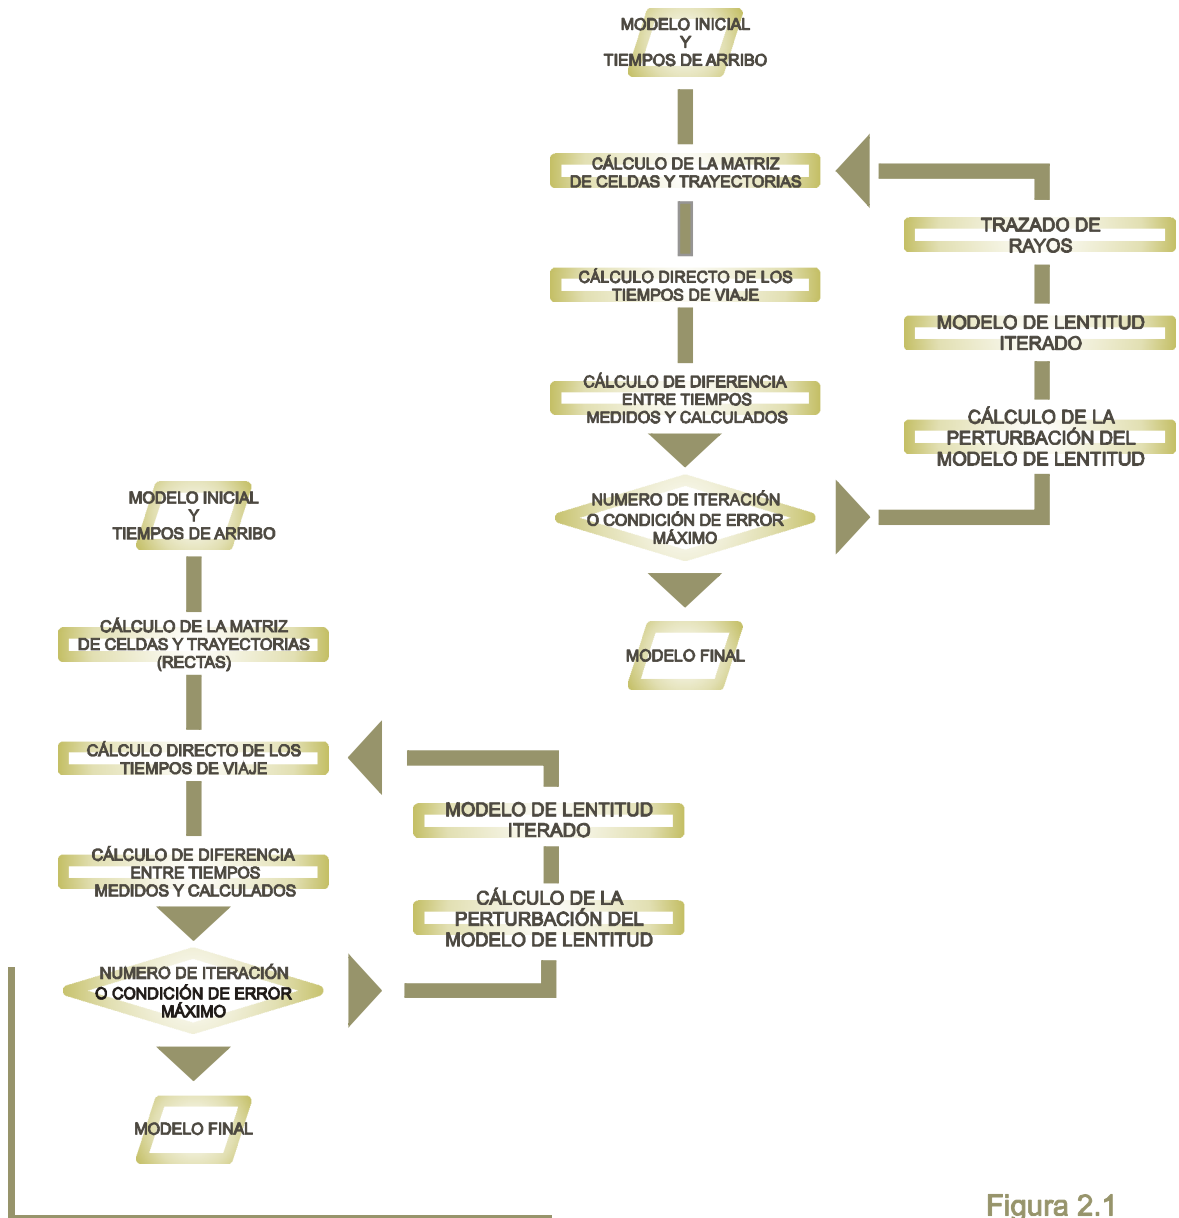 MODELO INICIAL
Y
TIEMPOS DE ARRIBO
CÁLCULO DE LA MATRIZ
DE CELDAS Y TRAYECTORIAS
CÁLCULO DIRECTO DE LOS
TIEMPOS DE VIAJE
CÁLCULO DE DIFERENCIA
ENTRE TIEMPOS
MEDIDOS Y CALCULADOS
NUMERO DE ITERACIÓN
O CONDICIÓN DE ERROR
MÁXIMO
MODELO FINAL
TRAZADO DE
RAYOS
MODELO DE LENTITUD
ITERADO
CÁLCULO DE LA
PERTURBACIÓN DEL
MODELO DE LENTITUD
MODELO INICIAL
Y
TIEMPOS DE ARRIBO
CÁLCULO DE LA MATRIZ
DE CELDAS Y TRAYECTORIAS
(RECTAS)
CÁLCULO DIRECTO DE LOS
TIEMPOS DE VIAJE
CÁLCULO DE DIFERENCIA
ENTRE TIEMPOS
MEDIDOS Y CALCULADOS
NUMERO DE ITERACIÓN
O CONDICIÓN DE ERROR
MÁXIMO
MODELO FINAL
MODELO DE LENTITUD
ITERADO
CÁLCULO DE LA
PERTURBACIÓN DEL
MODELO DE LENTITUD
Figura 2.1